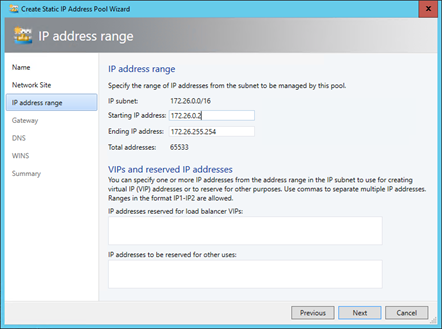 Create Static IP Address Pool Wizard
IP address range
Name
Network Site
IP address range
Gateway
DNS
WINS
Summary
IP address range
Specify the range of IP addresses from the subnet to be managed by this pool.
IP subnet: 172.26.0.0/16
Starting IP address: 172.26.0.2
Ending IP address: 172.26.255.254
Total addresses: 65533
VIPs and reserved IP addresses
You can specify one or more IP addresses from the address range in the IP subnet to use for creating
virtual IP (VIP) addresses or to reserve for other purposes. Use commas to separate multiple IP addresses.
Ranges in the format IP1-IP2 are allowed.
IP addresses reserved for load balancer VIPs:
IP addresses to be reserved for other uses:
Previous Next Cancel